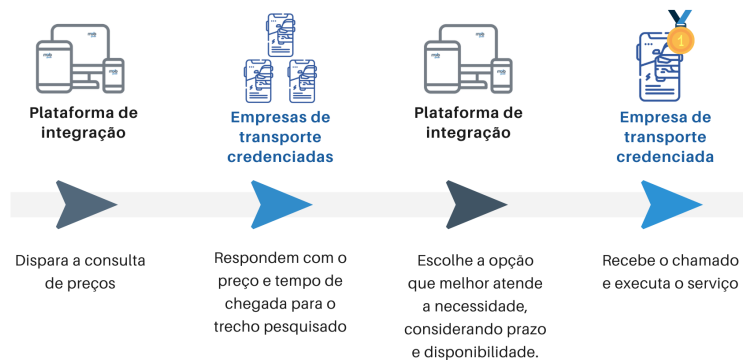 Plataforma de
integração
Empresas de
transporte
credenciadas
Plataforma de
integração
1
Empresa de
transporte
credenciada
Dispara a consulta
de preços
Respondem com o
preço e tempo de
chegada para o
trecho pesquisado
Escolhe a opção
que melhor atende
a necessidade,
considerando prazo
e disponibilidade.
Recebe o chamado
e executa o serviço